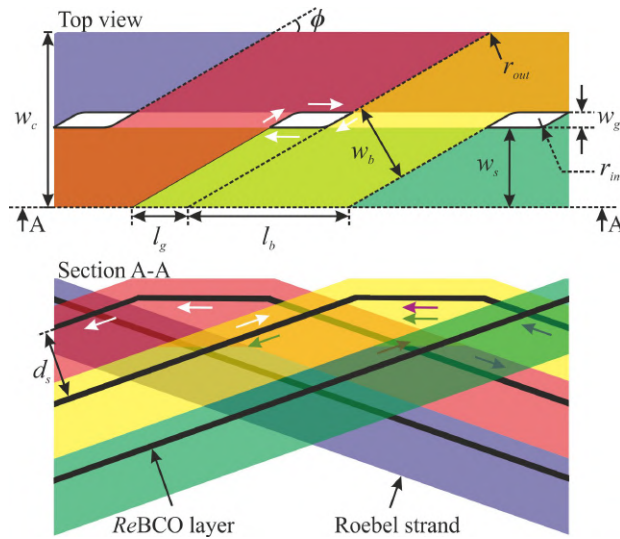 Top view
ϕ
r_out
w_c
w_g
w_b
w_s
r_in
A
A
l_g
l_b
Section A-A
d_s
ReBCO layer
Roebel strand